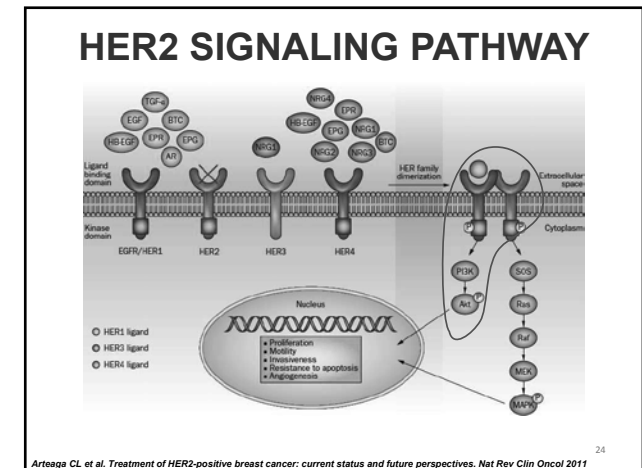 HER2 SIGNALING PATHWAY
TGF-α
EGF
BTC
HB-EGF
EPR
EPG
AR
NRG1
NRG4
EPR
HB-EGF
EPG
NRG1
BTC
NRG2
NRG3
Ligand
binding
domain
HER family
dimerization
Extracellular
space
Kinase
domain
Cytoplasm
EGFR/HER1
HER2
HER3
HER4
P
P
PI3K
SOS
Akt
P
Ras
Raf
MEK
MAPK
P
Nucleus
• Proliferation
• Motility
• Invasiveness
• Resistance to apoptosis
• Angiogenesis
HER1 ligand
HER3 ligand
HER4 ligand
24
Arteaga CL et al. Treatment of HER2-positive breast cancer: current status and future perspectives. Nat Rev Clin Oncol 2011